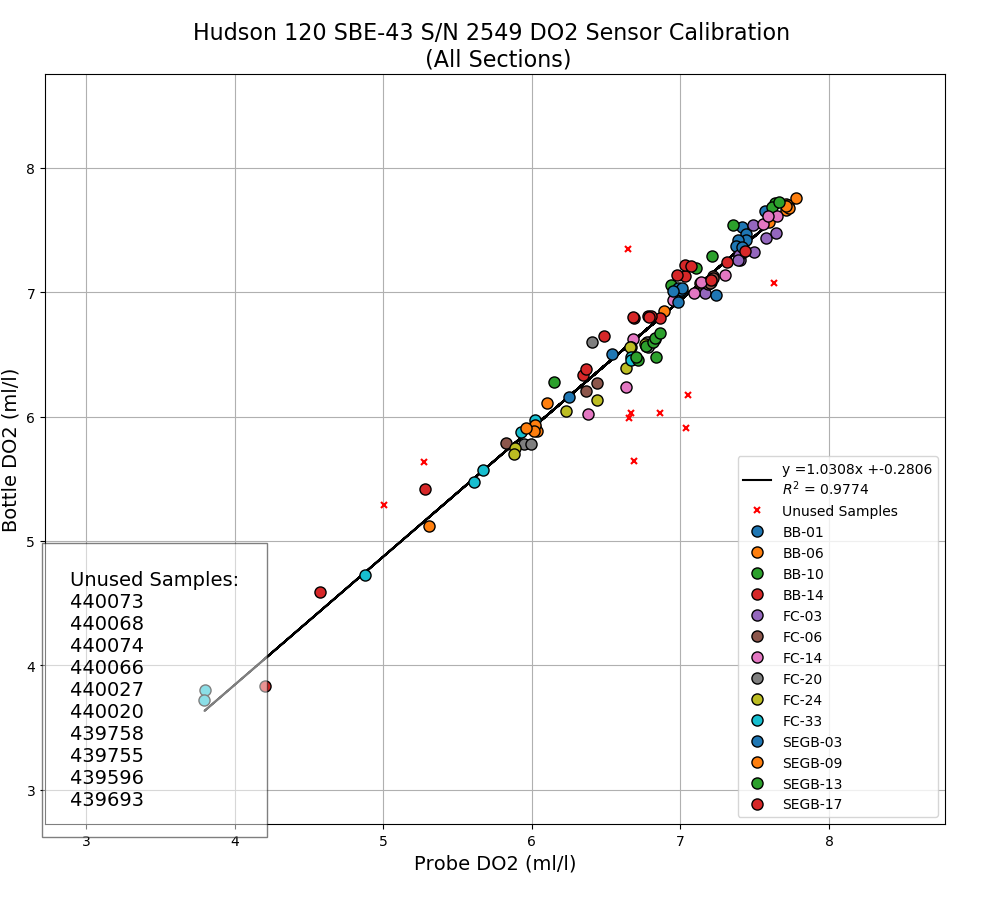 Hudson 120 SBE-43 S/N 2549 DO2 Sensor Calibration
(All Sections)
Bottle DO2 (ml/l)
8
7
6
5
4
3
3
4
5
6
7
8
Probe DO2 (ml/l)
Unused Samples:
440073
440068
440074
440066
440027
440020
439758
439755
439596
439693
y =1.0308x +-0.2806
R² = 0.9774
Unused Samples
BB-01
BB-06
BB-10
BB-14
FC-03
FC-06
FC-14
FC-20
FC-24
FC-33
SEGB-03
SEGB-09
SEGB-13
SEGB-17